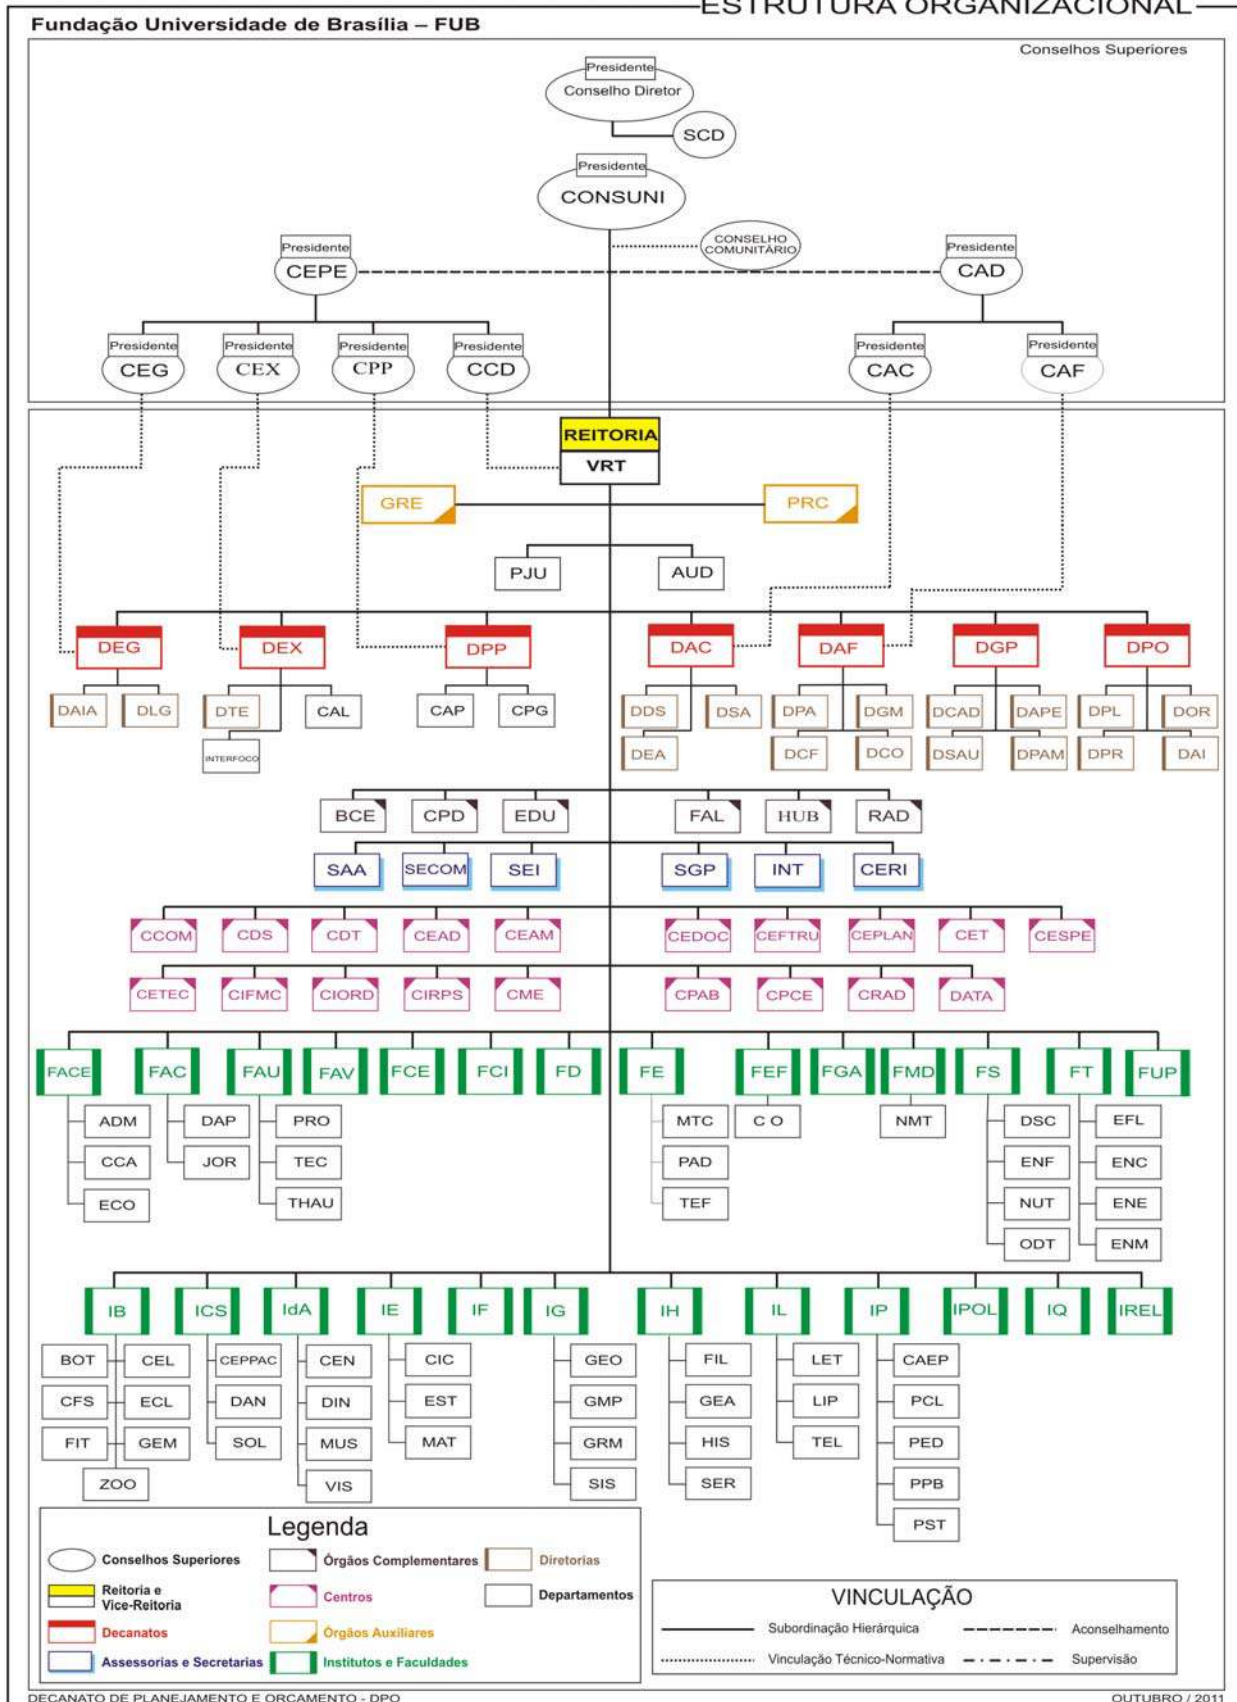 ESTRUTURA ORGANIZACIONAL
Fundação Universidade de Brasília – FUB
Conselhos Superiores
Presidente
Conselho Diretor
SCD
Presidente
CONSUNI
CONSELHO
COMUNITÁRIO
Presidente
CEPE
Presidente
CAD
Presidente Presidente Presidente Presidente Presidente Presidente
CEG CEX CPP CCD CAC CAF
REITORIA
VRT
GRE PRC
PJU AUD
DEG DEX DPP DAC DAF DGP DPO
DAIA DLG DTE CAL CAP CPG DDS DSA DPA DGM DCAD DAPE DPL DOR
INTERFOCO DEA DCF DCO DSAU DPAM DPR DAI
BCE CPD EDU FAL HUB RAD
SAA SECOM SEI SGP INT CERI
CCOM CDS CDT CEAD CEAM CEDOC CEFTRU CEPLAN CET CESPE
CETEC CIFMC CIORD CIRPS CME CPAB CPCE CRAD DATA
FACE FAC FAU FAV FCE FCI FD FE FEF FGA FMD FS FT FUP
ADM DAP PRO MTC C O NMT DSC EFL
CCA JOR TEC PAD ENF ENC
ECO THAU TEF NUT ENE
ODT ENM
IB ICS IdA IE IF IG IH IL IP IPOL IQ IREL
BOT CEL CEPPAC CEN CIC GEO FIL LET CAEP
CFS ECL DAN DIN EST GMP GEA LIP PCL
FIT GEM SOL MUS MAT GRM HIS TEL PED
ZOO VIS SIS SER PPB
PST
Legenda
Conselhos Superiores Órgãos Complementares Diretorias
Reitoria e
Vice-Reitoria
Centros Departamentos
Decanatos Órgãos Auxiliares
Assessorias e Secretarias Institutos e Faculdades
VINCULAÇÃO
Subordinação Hierárquica Aconselhamento
Vinculação Técnico-Normativa Supervisão
DECANATO DE PLANEJAMENTO E ORÇAMENTO - DPO OUTUBRO / 2011